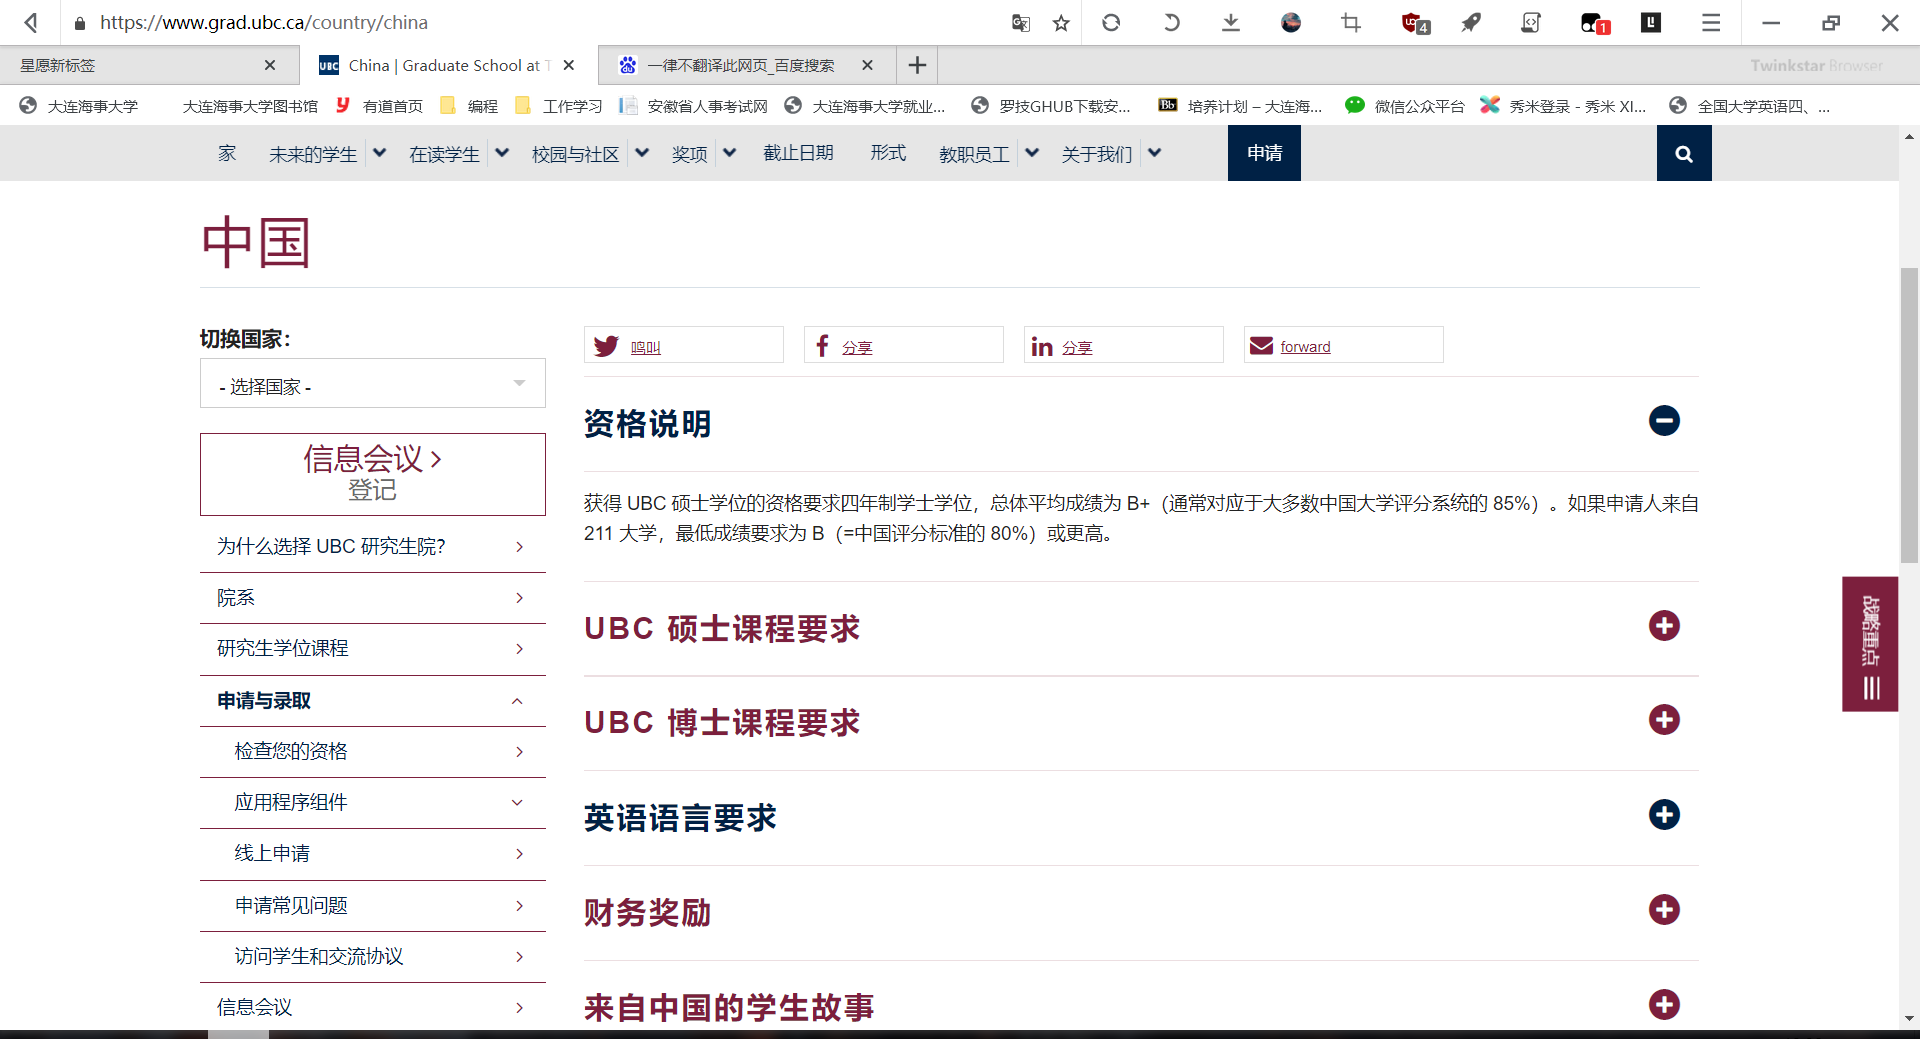 https://www.grad.ubc.ca/country/china
4
1
星愿新标签
UBC China | Graduate School at T
一律不翻译此网页_百度搜索
Twinkstar Browser
大连海事大学
大连海事大学图书馆
有道首页
编程
工作学习
安徽省人事考试网
大连海事大学就业...
罗技GHUB下载安...
Bb 培养计划 – 大连海...
微信公众平台
秀米登录 - 秀米 XI...
全国大学英语四、...
家
未来的学生
在读学生
校园与社区
奖项
截止日期
形式
教职员工
关于我们
申请
中国
切换国家：
- 选择国家 -
信息会议
登记
为什么选择 UBC 研究生院？
院系
研究生学位课程
申请与录取
检查您的资格
应用程序组件
线上申请
申请常见问题
访问学生和交流协议
信息会议
鸣叫
分享
分享
forward
资格说明
获得 UBC 硕士学位的资格要求四年制学士学位，总体平均成绩为 B+（通常对应于大多数中国大学评分系统的 85%）。如果申请人来自
211 大学，最低成绩要求为 B（=中国评分标准的 80%）或更高。
UBC 硕士课程要求
UBC 博士课程要求
英语语言要求
财务奖励
来自中国的学生故事
战略重点